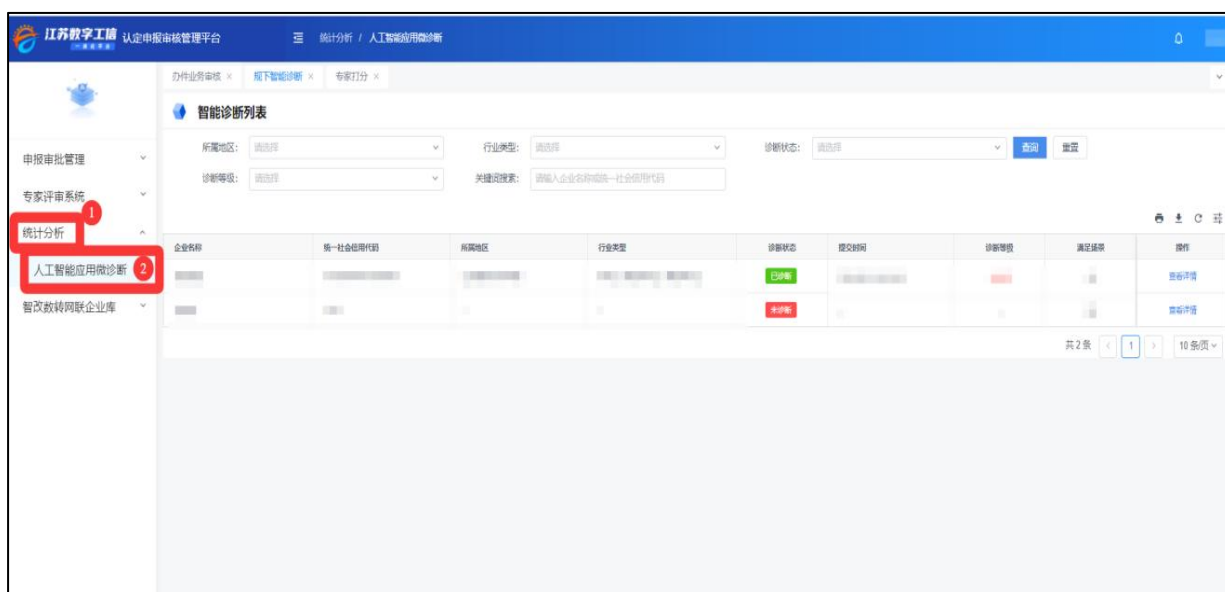 江苏数字工信 认定申报审核管理平台 统计分析 / 人工智能应用微诊断
一企一平台
办件业务审核 × 规下智能诊断 × 专家打分 ×
智能诊断列表
所属地区: 请选择 行业类型: 请选择 诊断状态: 请选择 查询 重置
诊断等级: 请选择 关键词搜索: 请输入企业名称或统一社会信用代码
申报审批管理
专家评审系统
1
统计分析
人工智能应用微诊断 2
智改数转网联企业库
企业名称 统一社会信用代码 所属地区 行业类型 诊断状态 提交时间 诊断等级 满足场景 操作
已诊断 查看详情
未诊断 查看详情
共 2 条 < 1 > 10 条/页